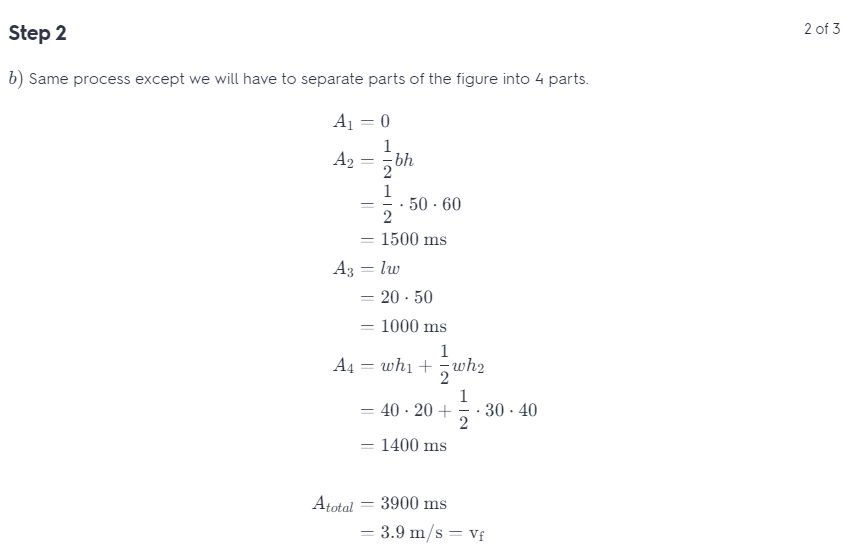 Step 2
2 of 3
b) Same process except we will have to separate parts of the figure into 4 parts.
A₁ = 0
A₂ = 1/2 bh
= 1/2 · 50 · 60
= 1500 ms
A₃ = lw
= 20 · 50
= 1000 ms
A₄ = wh₁ + 1/2 wh₂
= 40 · 20 + 1/2 · 30 · 40
= 1400 ms
A_total = 3900 ms
= 3.9 m/s = v_f